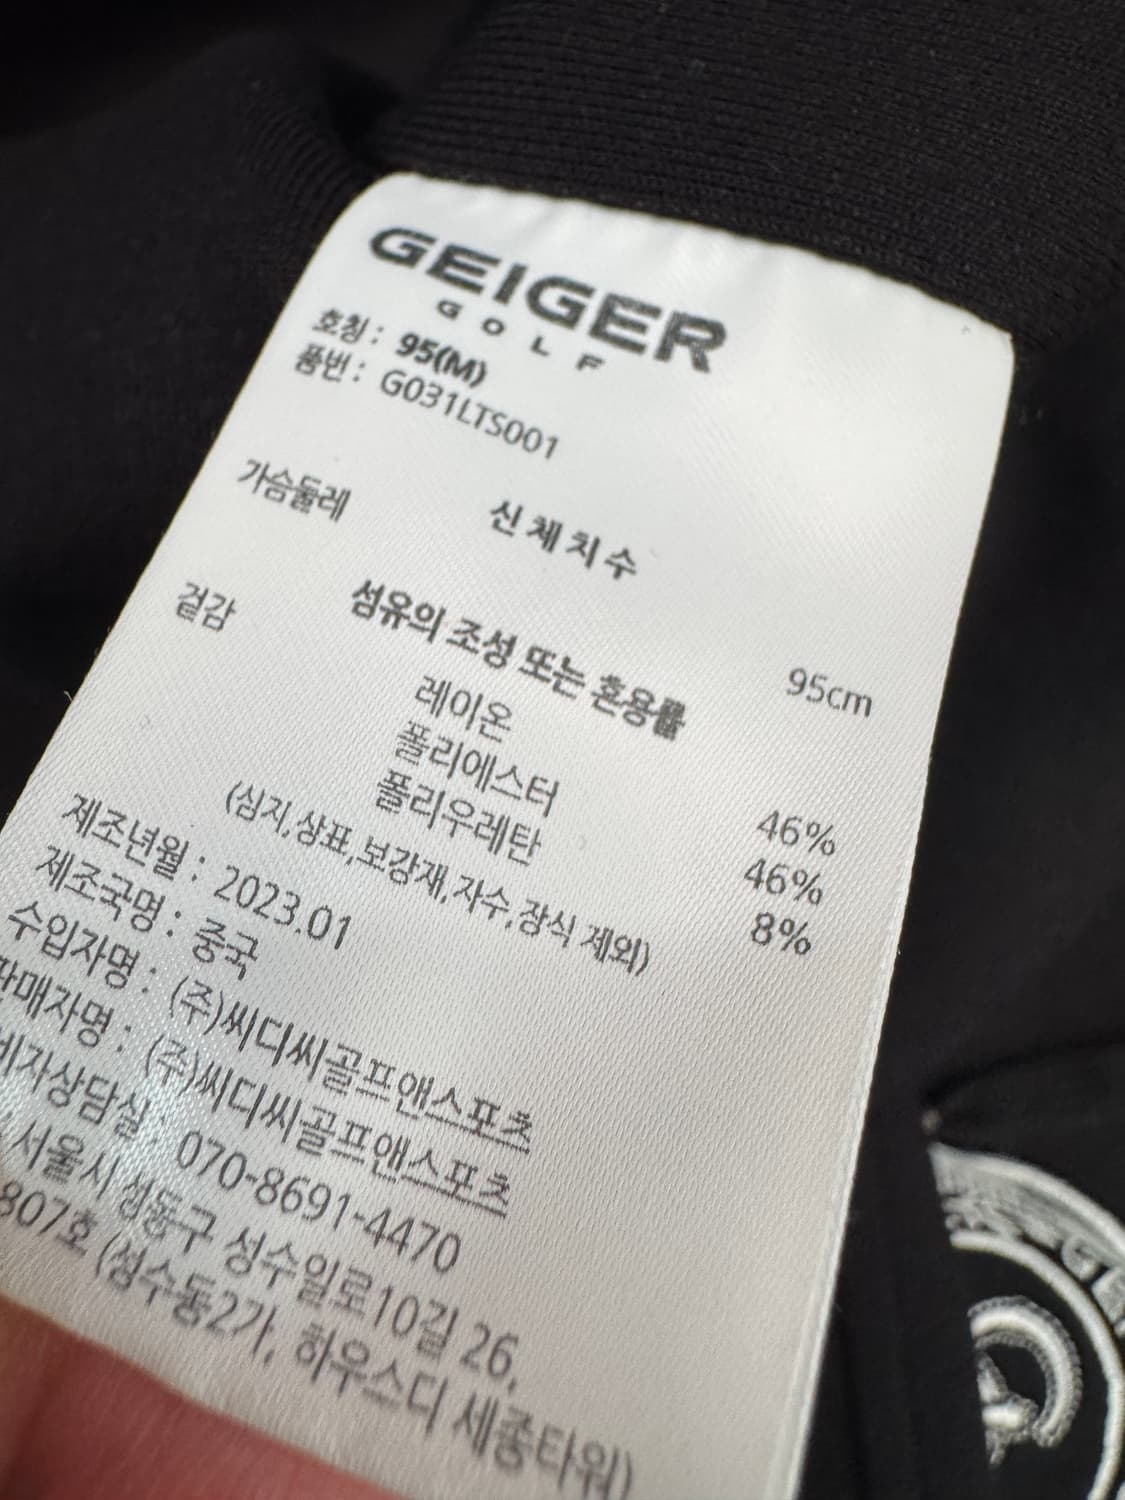 GEIGER
GOLF
호칭 : 95(M)
품번 : G031LTS001
신체치수
가슴둘레 95cm
섬유의 조성 또는 혼용률
겉감 레이온 46%
폴리에스터 46%
폴리우레탄 8%
(심지,상표,보강재,자수,장식 제외)
제조년월 : 2023.01
제조국명 : 중국
수입자명 : (주)씨디씨골프앤스포츠
판매자명 : (주)씨디씨골프앤스포츠
비자상담실 : 070-8691-4470
서울시 성동구 성수일로10길 26,
807호 (성수동2가, 하우스디 세종타워)